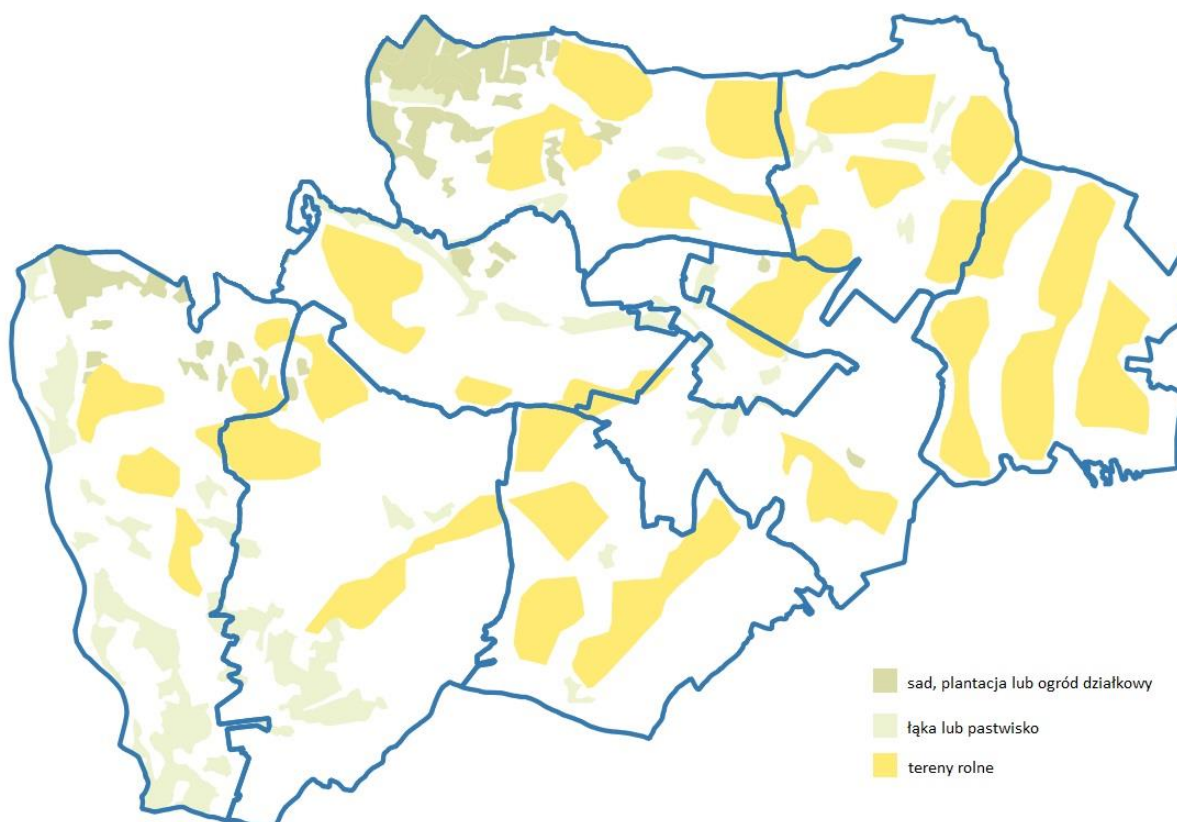 sad, plantacja lub ogród działkowy
łąka lub pastwisko
tereny rolne